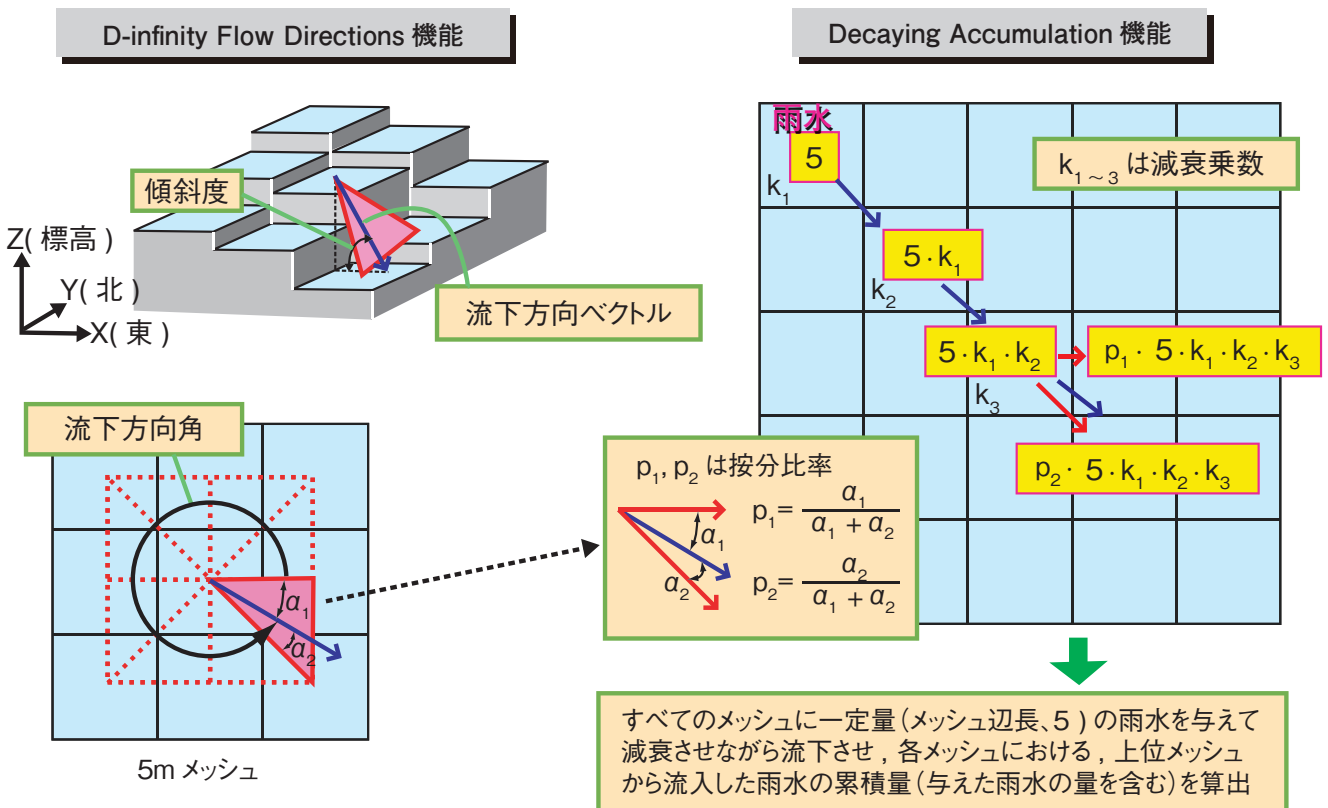 D-infinity Flow Directions 機能
傾斜度
Z( 標高 )
Y( 北 )
X( 東 )
流下方向ベクトル
流下方向角
α₁
α₂
5m メッシュ
Decaying Accumulation 機能
雨水
5
k₁～₃ は減衰乗数
k₁
5・k₁
k₂
5・k₁・k₂
p₁・5・k₁・k₂・k₃
k₃
p₂・5・k₁・k₂・k₃
p₁, p₂ は按分比率
α₁
α₂
p₁= α₁ / (α₁ + α₂)
p₂= α₂ / (α₁ + α₂)
すべてのメッシュに一定量（メッシュ辺長、5 ) の雨水を与えて
減衰させながら流下させ , 各メッシュにおける , 上位メッシュ
から流入した雨水の累積量（与えた雨水の量を含む）を算出